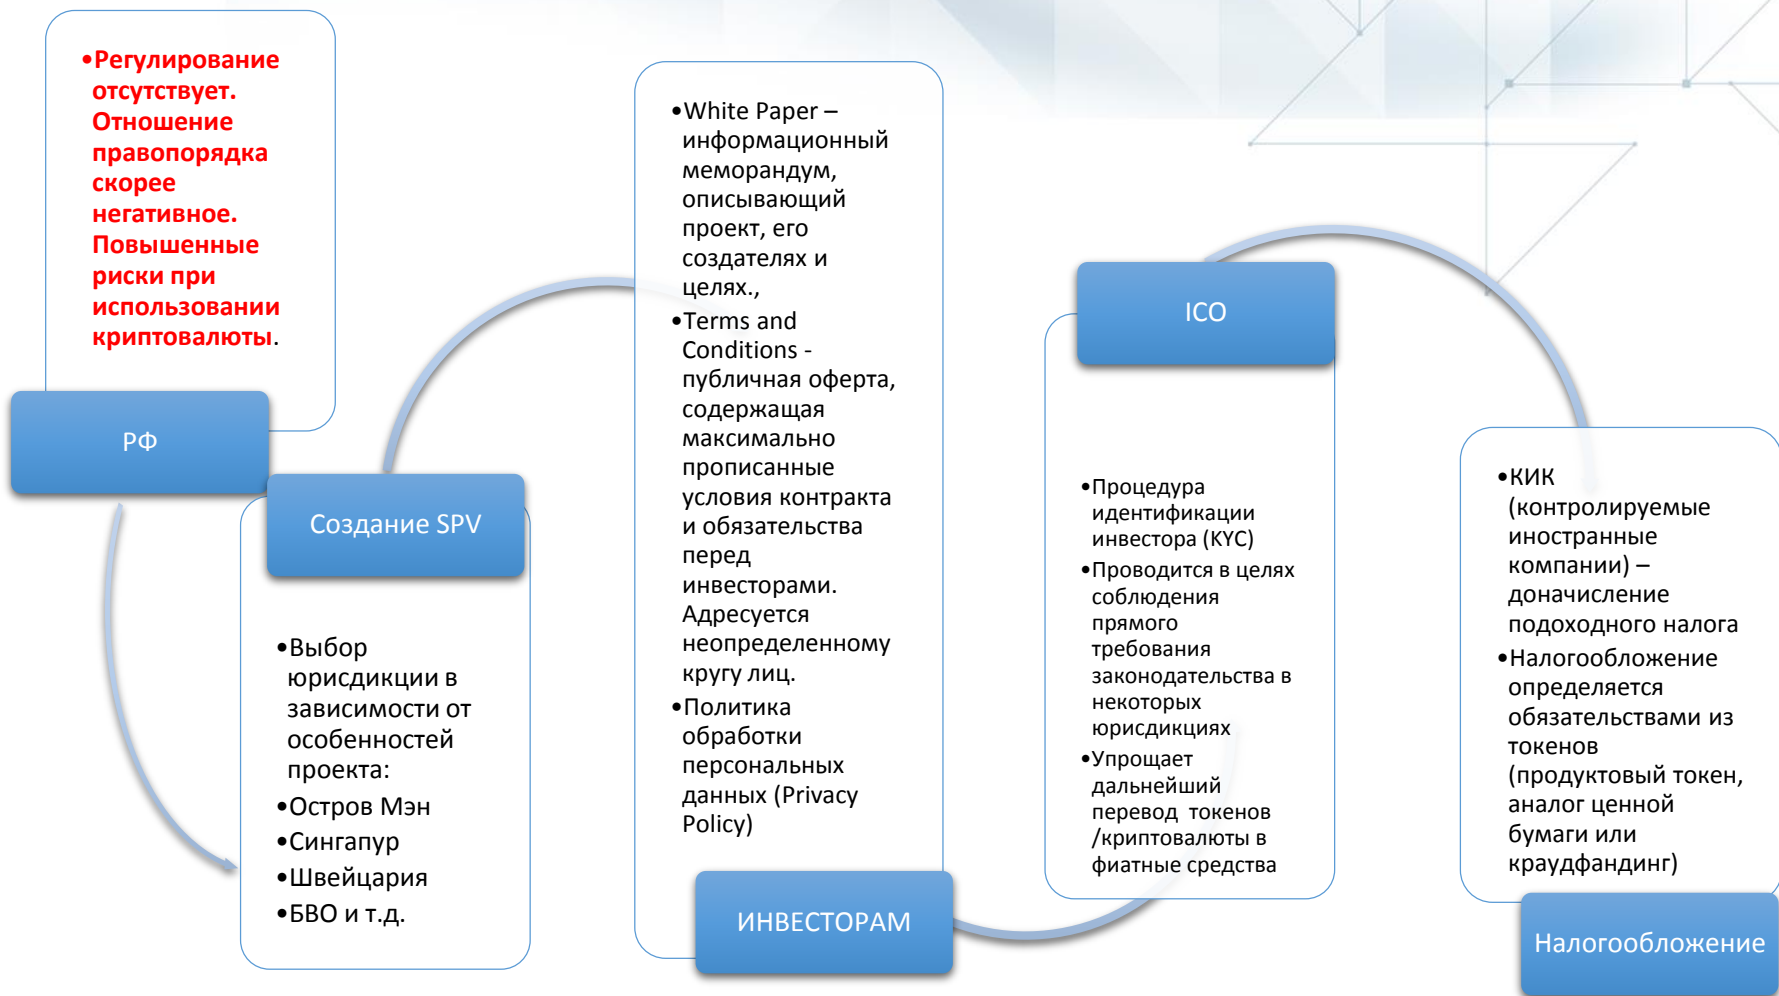 •Регулирование
отсутствует.
Отношение
правопорядка
скорее
негативное.
Повышенные
риски при
использовании
криптовалюты.
РФ
Создание SPV
•Выбор
юрисдикции в
зависимости от
особенностей
проекта:
•Остров Мэн
•Сингапур
•Швейцария
•БВО и т.д.
•White Paper –
информационный
меморандум,
описывающий
проект, его
создателях и
целях.,
•Terms and
Conditions -
публичная оферта,
содержащая
максимально
прописанные
условия контракта
и обязательства
перед
инвесторами.
Адресуется
неопределенному
кругу лиц.
•Политика
обработки
персональных
данных (Privacy
Policy)
ИНВЕСТОРАМ
ICO
•Процедура
идентификации
инвестора (KYC)
•Проводится в целях
соблюдения
прямого
требования
законодательства в
некоторых
юрисдикциях
•Упрощает
дальнейший
перевод токенов
/криптовалюты в
фиатные средства
•КИК
(контролируемые
иностранные
компании) –
доначисление
подоходного налога
•Налогообложение
определяется
обязательствами из
токенов
(продуктовый токен,
аналог ценной
бумаги или
краудфандинг)
Налогообложение